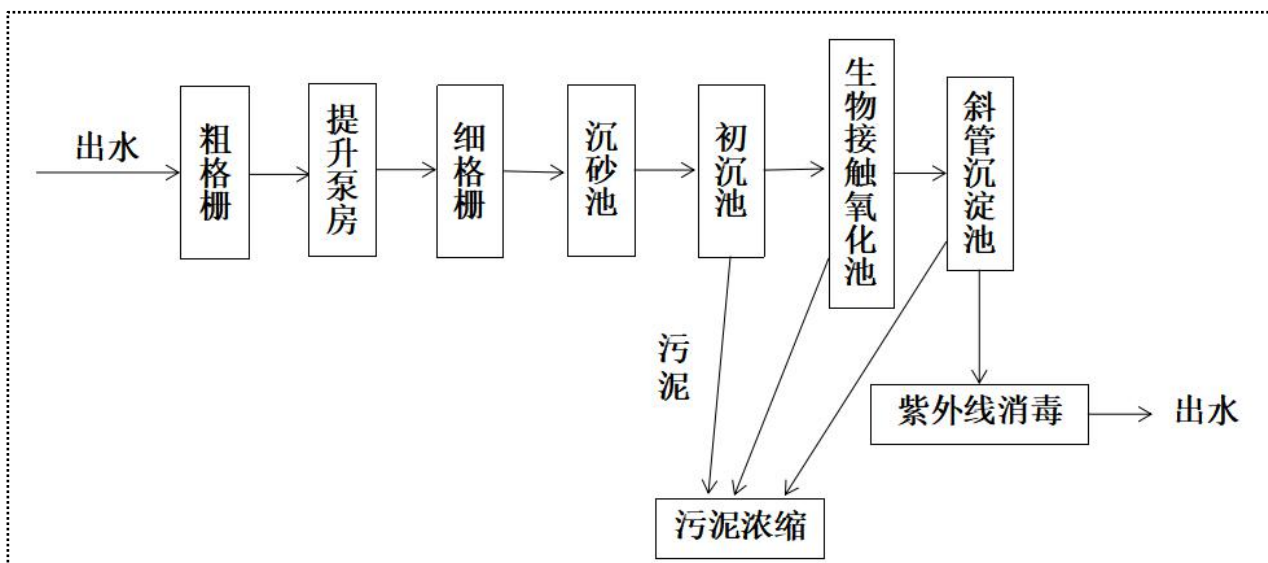 出水
粗格栅
提升泵房
细格栅
沉砂池
初沉池
生物接触氧化池
斜管沉淀池
污泥
紫外线消毒
出水
污泥浓缩